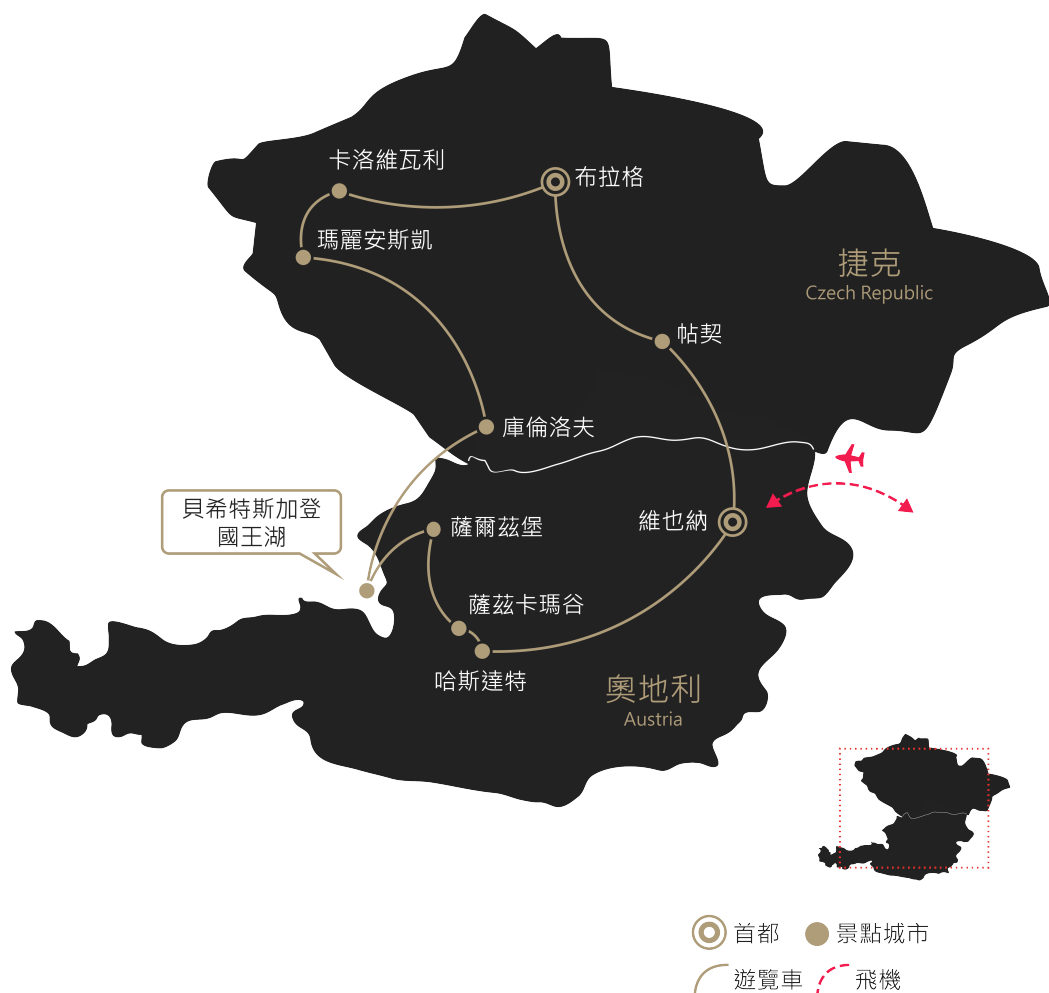 卡洛維瓦利
布拉格
瑪麗安斯凱
捷克
Czech Republic
帖契
庫倫洛夫
貝希特斯加登
國王湖
薩爾茲堡
維也納
薩茲卡瑪谷
哈斯達特
奧地利
Austria
首都
景點城市
遊覽車
飛機